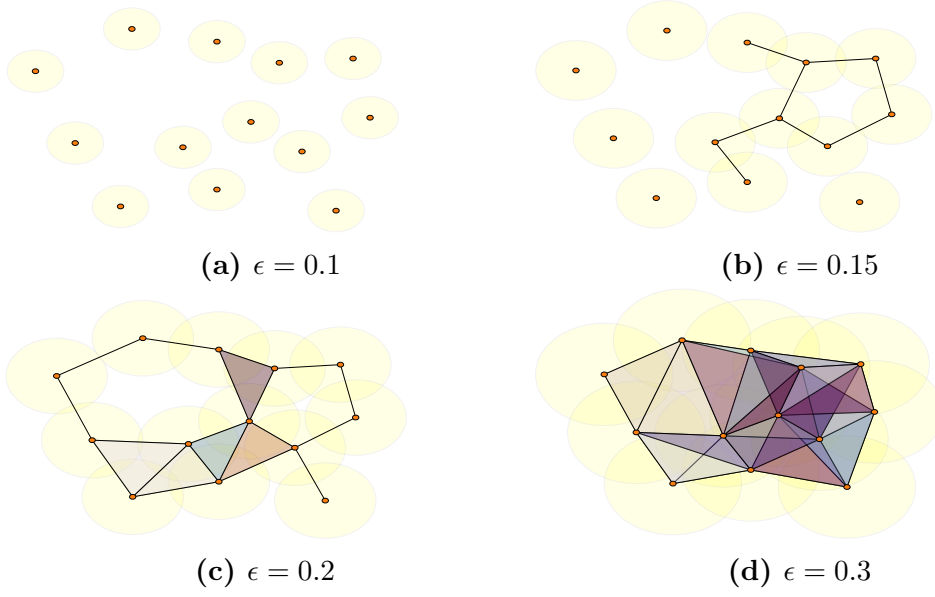 (a) ϵ = 0.1
(b) ϵ = 0.15
(c) ϵ = 0.2
(d) ϵ = 0.3